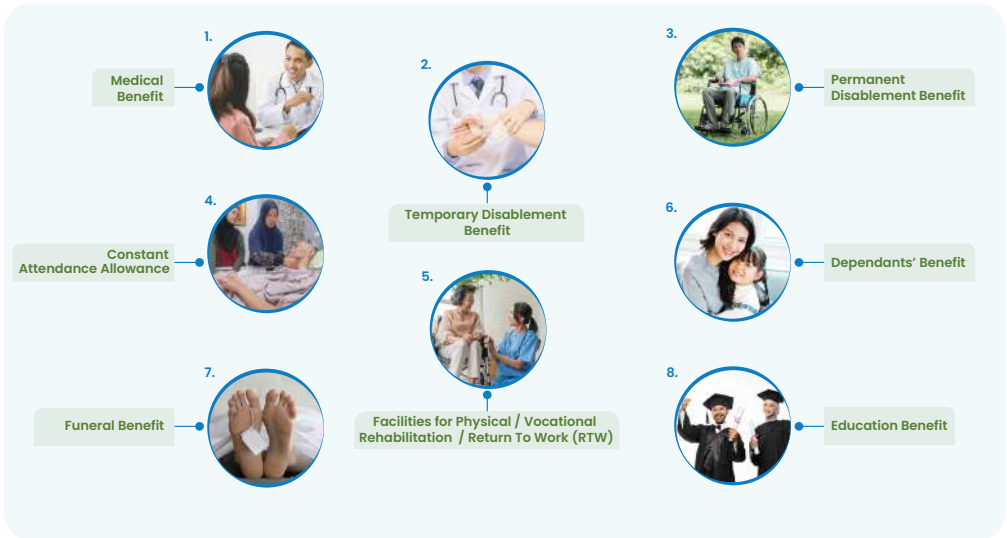 1.
Medical
Benefit
2.
Temporary Disablement
Benefit
3.
Permanent
Disablement Benefit
4.
Constant
Attendance Allowance
5.
Facilities for Physical / Vocational
Rehabilitation / Return To Work (RTW)
6.
Dependants’ Benefit
7.
Funeral Benefit
8.
Education Benefit